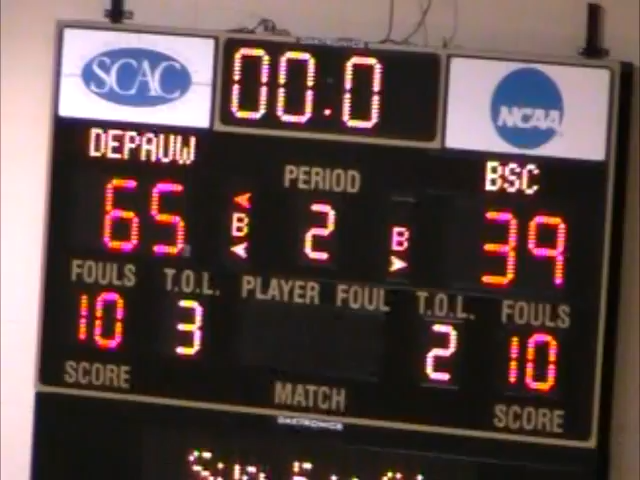 SCAC
00.0
NCAA
DEPAUW
PERIOD
BSC
65
B
2
B
39
FOULS
T.O.L.
PLAYER
FOUL
T.O.L.
FOULS
10
3
2
10
SCORE
MATCH
SCORE
DAKTRONICS